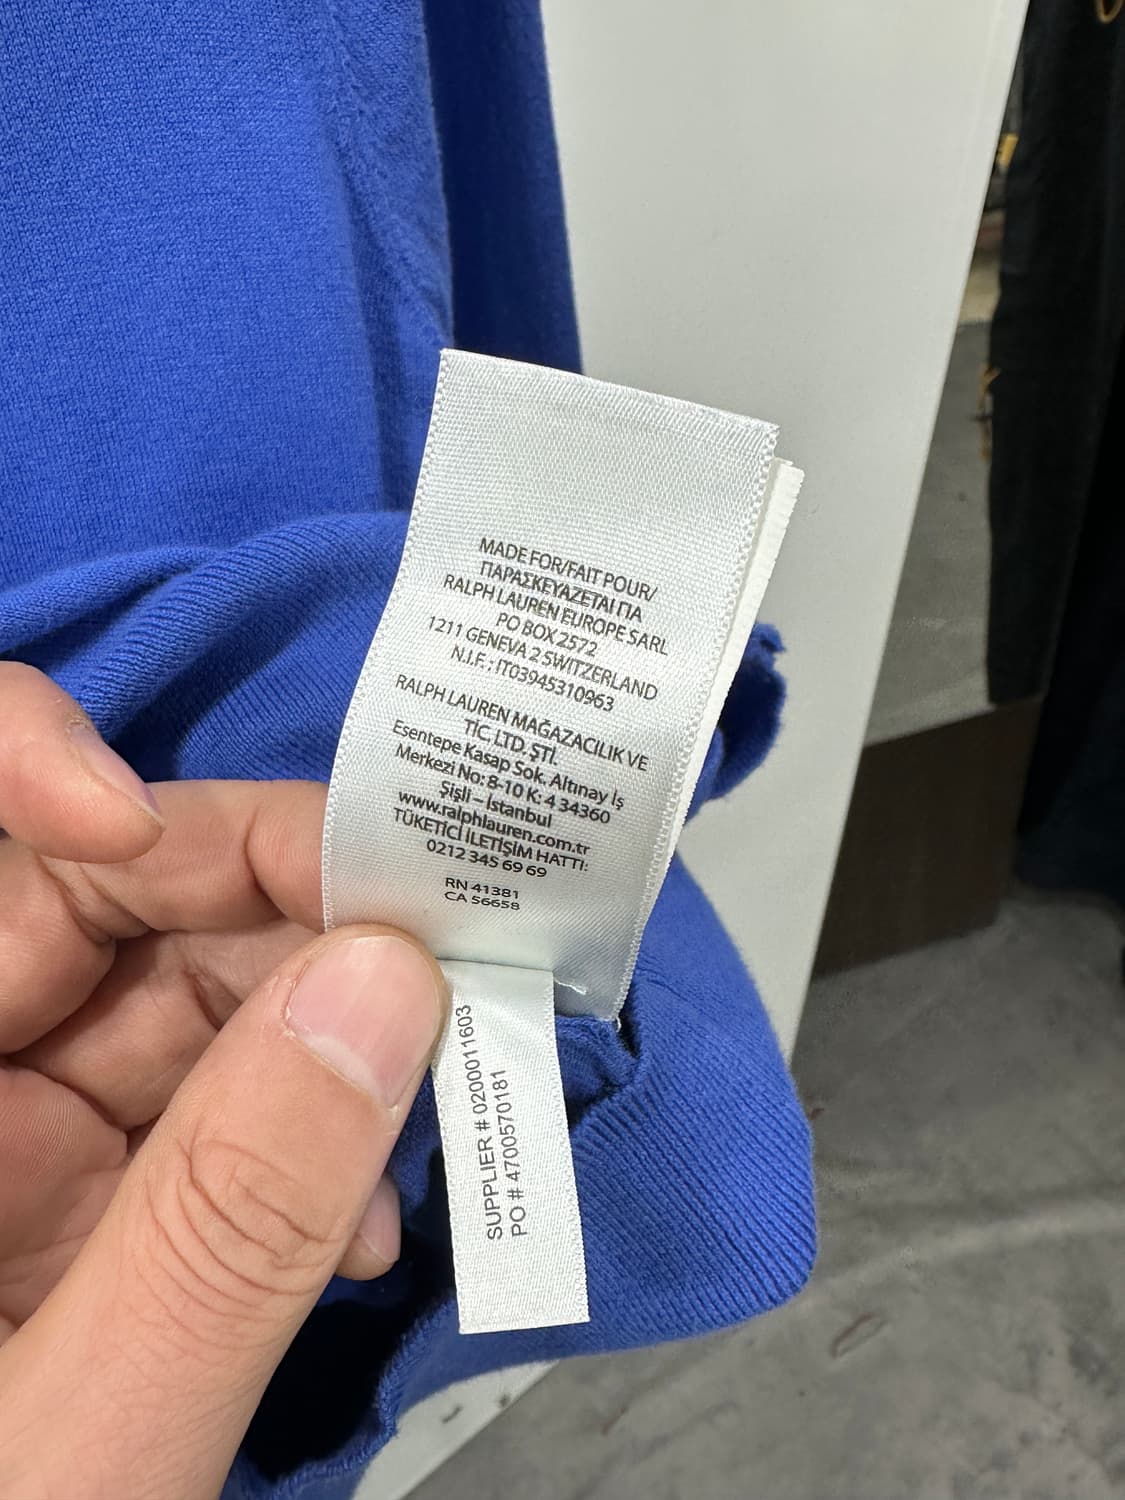 MADE FOR/FAIT POUR/
ΠΑΡΑΣΚΕΥΑΖΕΤΑΙ ΓΙΑ
RALPH LAUREN EUROPE SARL
PO BOX 2572
1211 GENEVA 2 SWITZERLAND
N.I.F.: IT03945310963
RALPH LAUREN MAĞAZACILIK VE
TİC. LTD. ŞTİ.
Esentepe Kasap Sok. Altınay İş
Merkezi No: 8-10 K: 4 34360
Şişli – İstanbul
www.ralphlauren.com.tr
TÜKETİCİ İLETİŞİM HATTI:
0212 345 69 69
RN 41381
CA 56658
SUPPLIER # 0200011603
PO # 4700570181